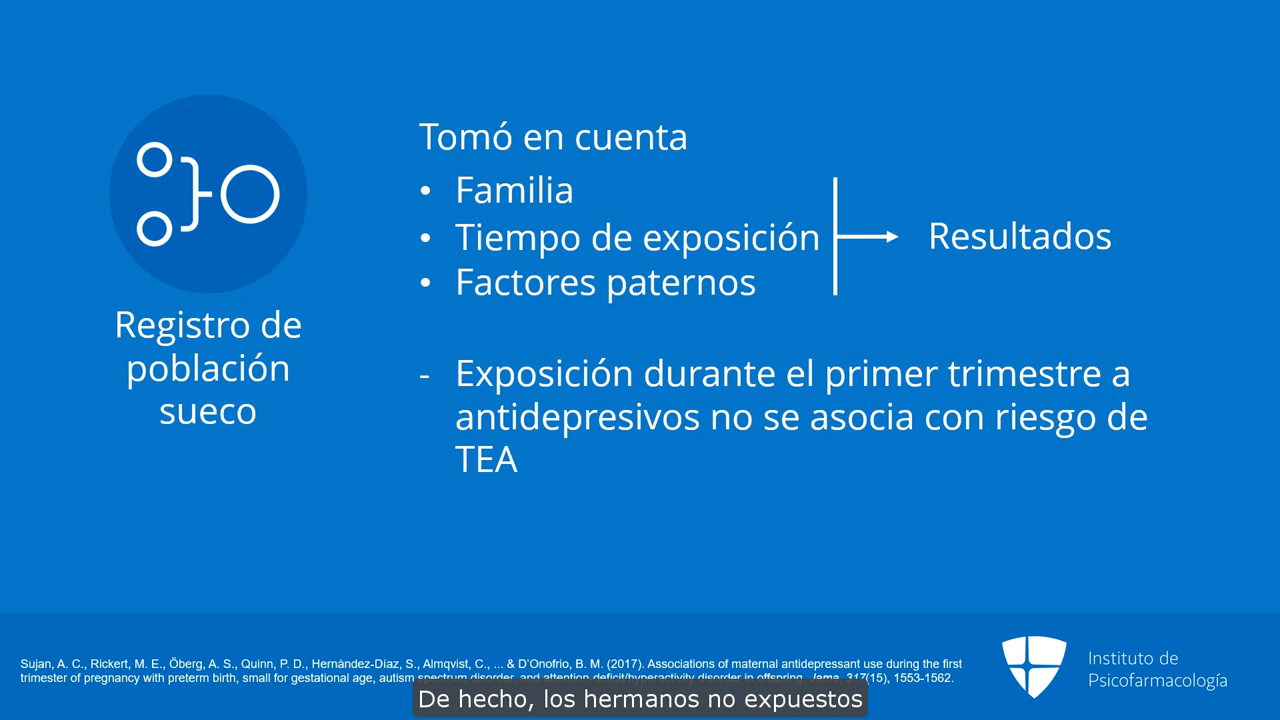 Tomó en cuenta
• Familia
• Tiempo de exposición
• Factores paternos
Resultados
Registro de
población
sueco
- Exposición durante el primer trimestre a
antidepresivos no se asocia con riesgo de
TEA
Sujan, A. C., Rickert, M. E., Öberg, A. S., Quinn, P. D., Hernández-Díaz, S., Almqvist, C., ... & D'Onofrio, B. M. (2017). Associations of maternal antidepressant use during the first
trimester of pregnancy with preterm birth, small for gestational age, autism spectrum disorder, and attention-deficit/hyperactivity disorder in offspring. Jama, 317(15), 1553-1562.
Instituto de
Psicofarmacología
De hecho, los hermanos no expuestos